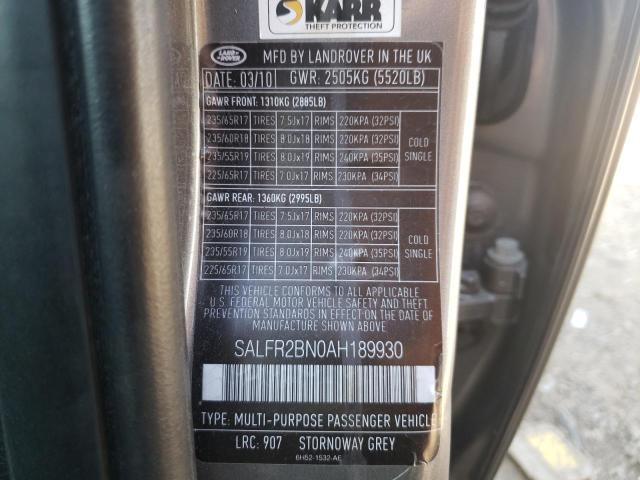 KARR
THEFT PROTECTION
LAND ROVER MFD BY LANDROVER IN THE UK
DATE: 03/10 GWR: 2505KG (5520LB)
GAWR FRONT: 1310KG (2885LB)
235/65R17 TIRES 7.5Jx17 RIMS 220KPA (32PSI)
235/60R18 TIRES 8.0Jx18 RIMS 220KPA (32PSI) COLD
235/55R19 TIRES 8.0Jx19 RIMS 240KPA (35PSI) SINGLE
225/65R17 TIRES 7.0Jx17 RIMS 230KPA (34PSI)
GAWR REAR: 1360KG (2995LB)
235/65R17 TIRES 7.5Jx17 RIMS 220KPA (32PSI)
235/60R18 TIRES 8.0Jx18 RIMS 220KPA (32PSI) COLD
235/55R19 TIRES 8.0Jx19 RIMS 240KPA (35PSI) SINGLE
225/65R17 TIRES 7.0Jx17 RIMS 230KPA (34PSI)
THIS VEHICLE CONFORMS TO ALL APPLICABLE
U.S. FEDERAL MOTOR VEHICLE SAFETY AND THEFT
PREVENTION STANDARDS IN EFFECT ON THE DATE
OF MANUFACTURE SHOWN ABOVE.
SALFR2BN0AH189930
TYPE: MULTI-PURPOSE PASSENGER VEHICLE
LRC: 907 STORNOWAY GREY
6H52-1532-AE